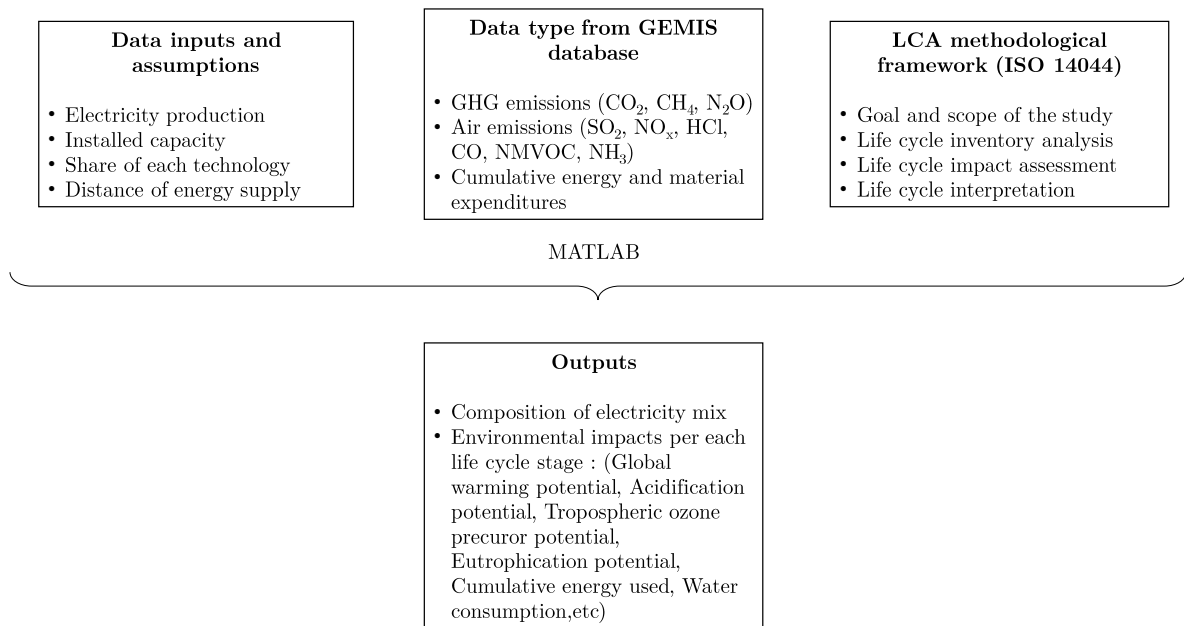 Data inputs and
assumptions
• Electricity production
• Installed capacity
• Share of each technology
• Distance of energy supply
Data type from GEMIS
database
• GHG emissions (CO₂, CH₄, N₂O)
• Air emissions (SO₂, NOₓ, HCl,
CO, NMVOC, NH₃)
• Cumulative energy and material
expenditures
LCA methodological
framework (ISO 14044)
• Goal and scope of the study
• Life cycle inventory analysis
• Life cycle impact assessment
• Life cycle interpretation
MATLAB
Outputs
• Composition of electricity mix
• Environmental impacts per each
life cycle stage : (Global
warming potential, Acidification
potential, Tropospheric ozone
precuror potential,
Eutrophication potential,
Cumulative energy used, Water
consumption,etc)